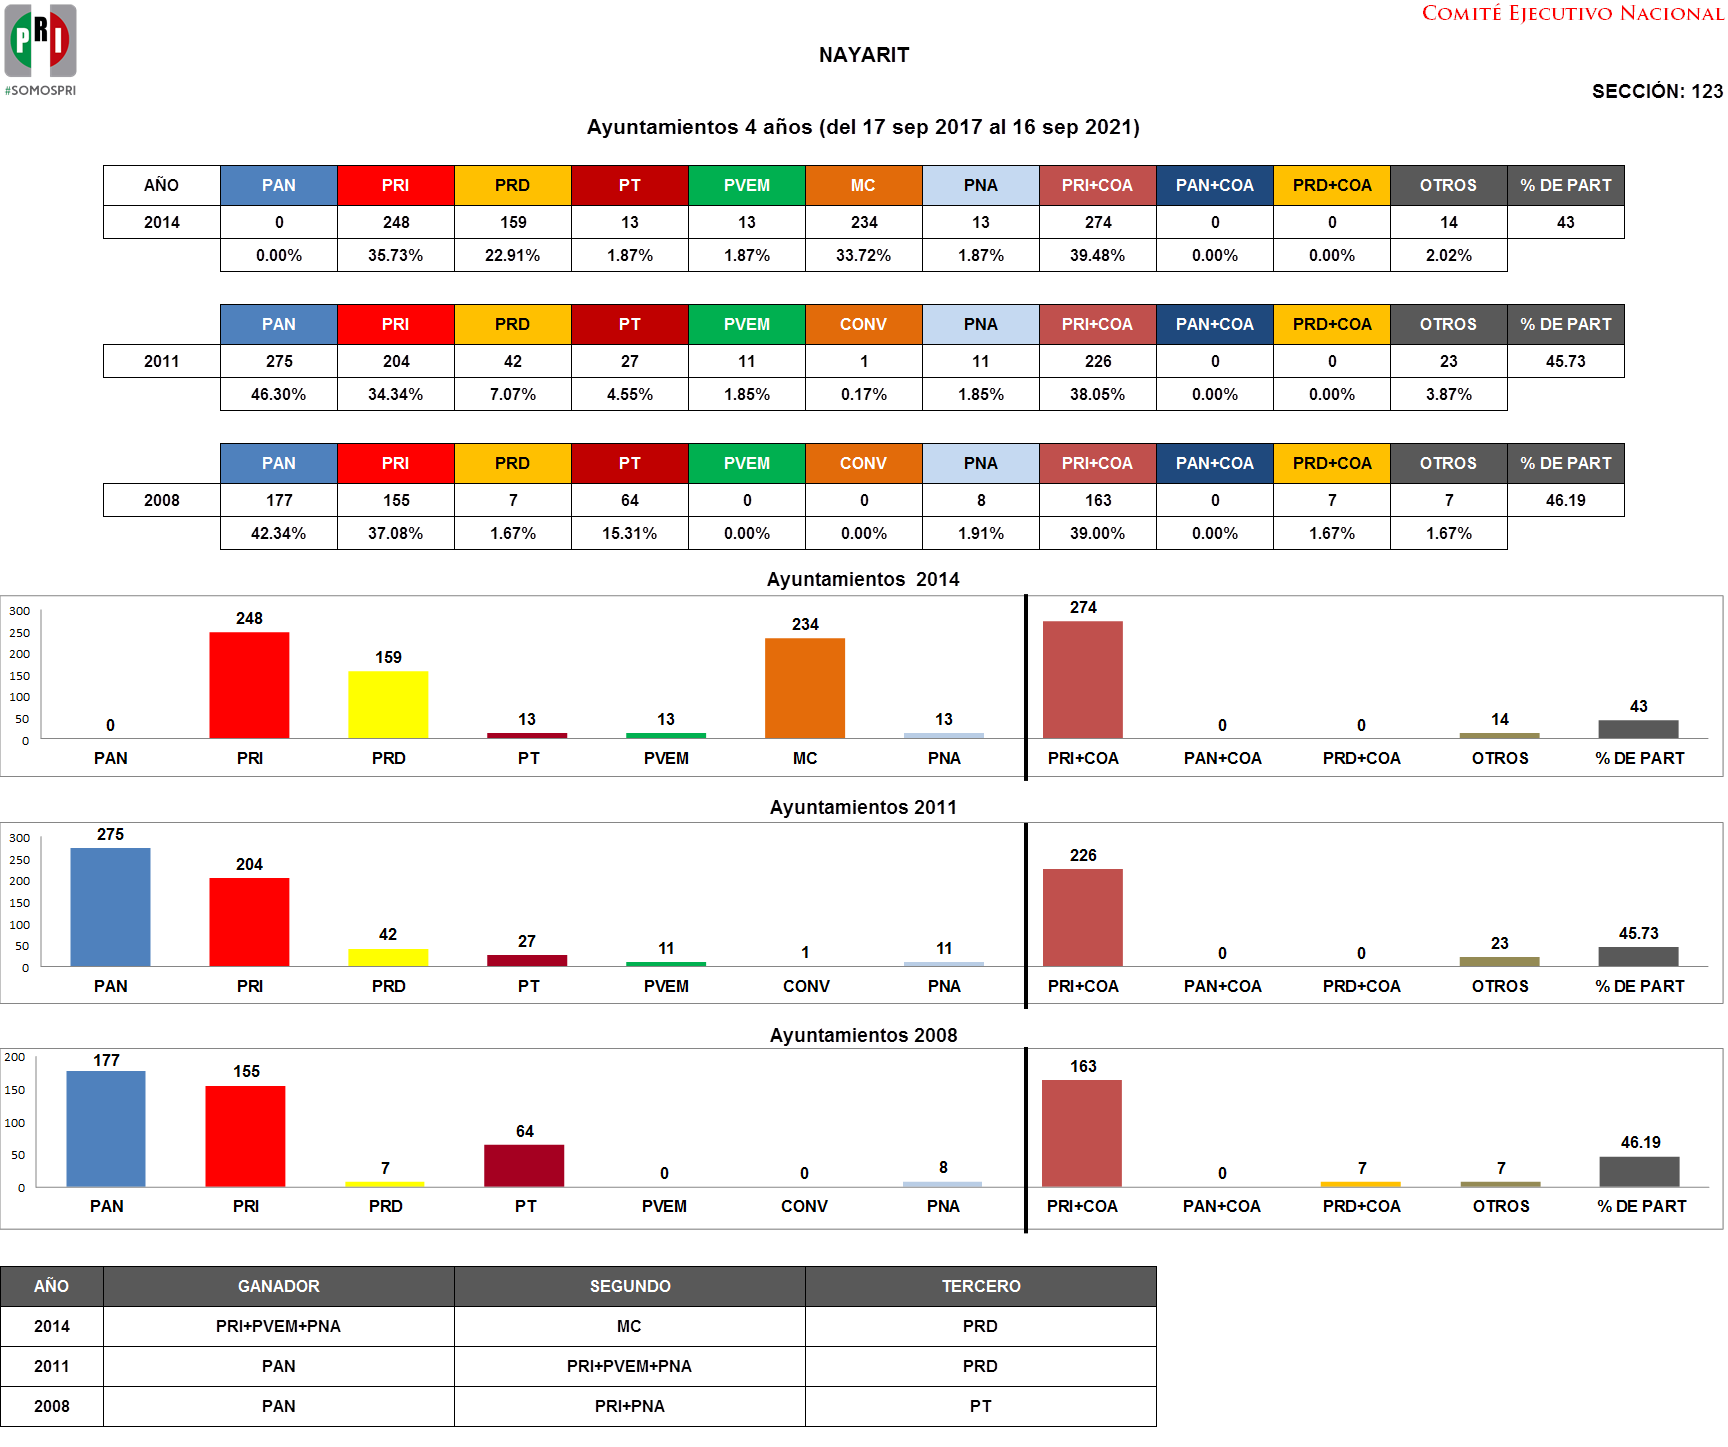 PRI
#SOMOSPRI
COMITÉ EJECUTIVO NACIONAL
NAYARIT
SECCIÓN: 123
Ayuntamientos 4 años (del 17 sep 2017 al 16 sep 2021)
AÑO PAN PRI PRD PT PVEM MC PNA PRI+COA PAN+COA PRD+COA OTROS % DE PART
2014 0 248 159 13 13 234 13 274 0 0 14 43
0.00% 35.73% 22.91% 1.87% 1.87% 33.72% 1.87% 39.48% 0.00% 0.00% 2.02%
PAN PRI PRD PT PVEM CONV PNA PRI+COA PAN+COA PRD+COA OTROS % DE PART
2011 275 204 42 27 11 1 11 226 0 0 23 45.73
46.30% 34.34% 7.07% 4.55% 1.85% 0.17% 1.85% 38.05% 0.00% 0.00% 3.87%
PAN PRI PRD PT PVEM CONV PNA PRI+COA PAN+COA PRD+COA OTROS % DE PART
2008 177 155 7 64 0 0 8 163 0 7 7 46.19
42.34% 37.08% 1.67% 15.31% 0.00% 0.00% 1.91% 39.00% 0.00% 1.67% 1.67%
Ayuntamientos 2014
300
250
200
150
100
50
0
0 248 159 13 13 234 13 274 0 0 14 43
PAN PRI PRD PT PVEM MC PNA PRI+COA PAN+COA PRD+COA OTROS % DE PART
Ayuntamientos 2011
300
250
200
150
100
50
0
275 204 42 27 11 1 11 226 0 0 23 45.73
PAN PRI PRD PT PVEM CONV PNA PRI+COA PAN+COA PRD+COA OTROS % DE PART
Ayuntamientos 2008
200
150
100
50
0
177 155 7 64 0 0 8 163 0 7 7 46.19
PAN PRI PRD PT PVEM CONV PNA PRI+COA PAN+COA PRD+COA OTROS % DE PART
AÑO GANADOR SEGUNDO TERCERO
2014 PRI+PVEM+PNA MC PRD
2011 PAN PRI+PVEM+PNA PRD
2008 PAN PRI+PNA PT